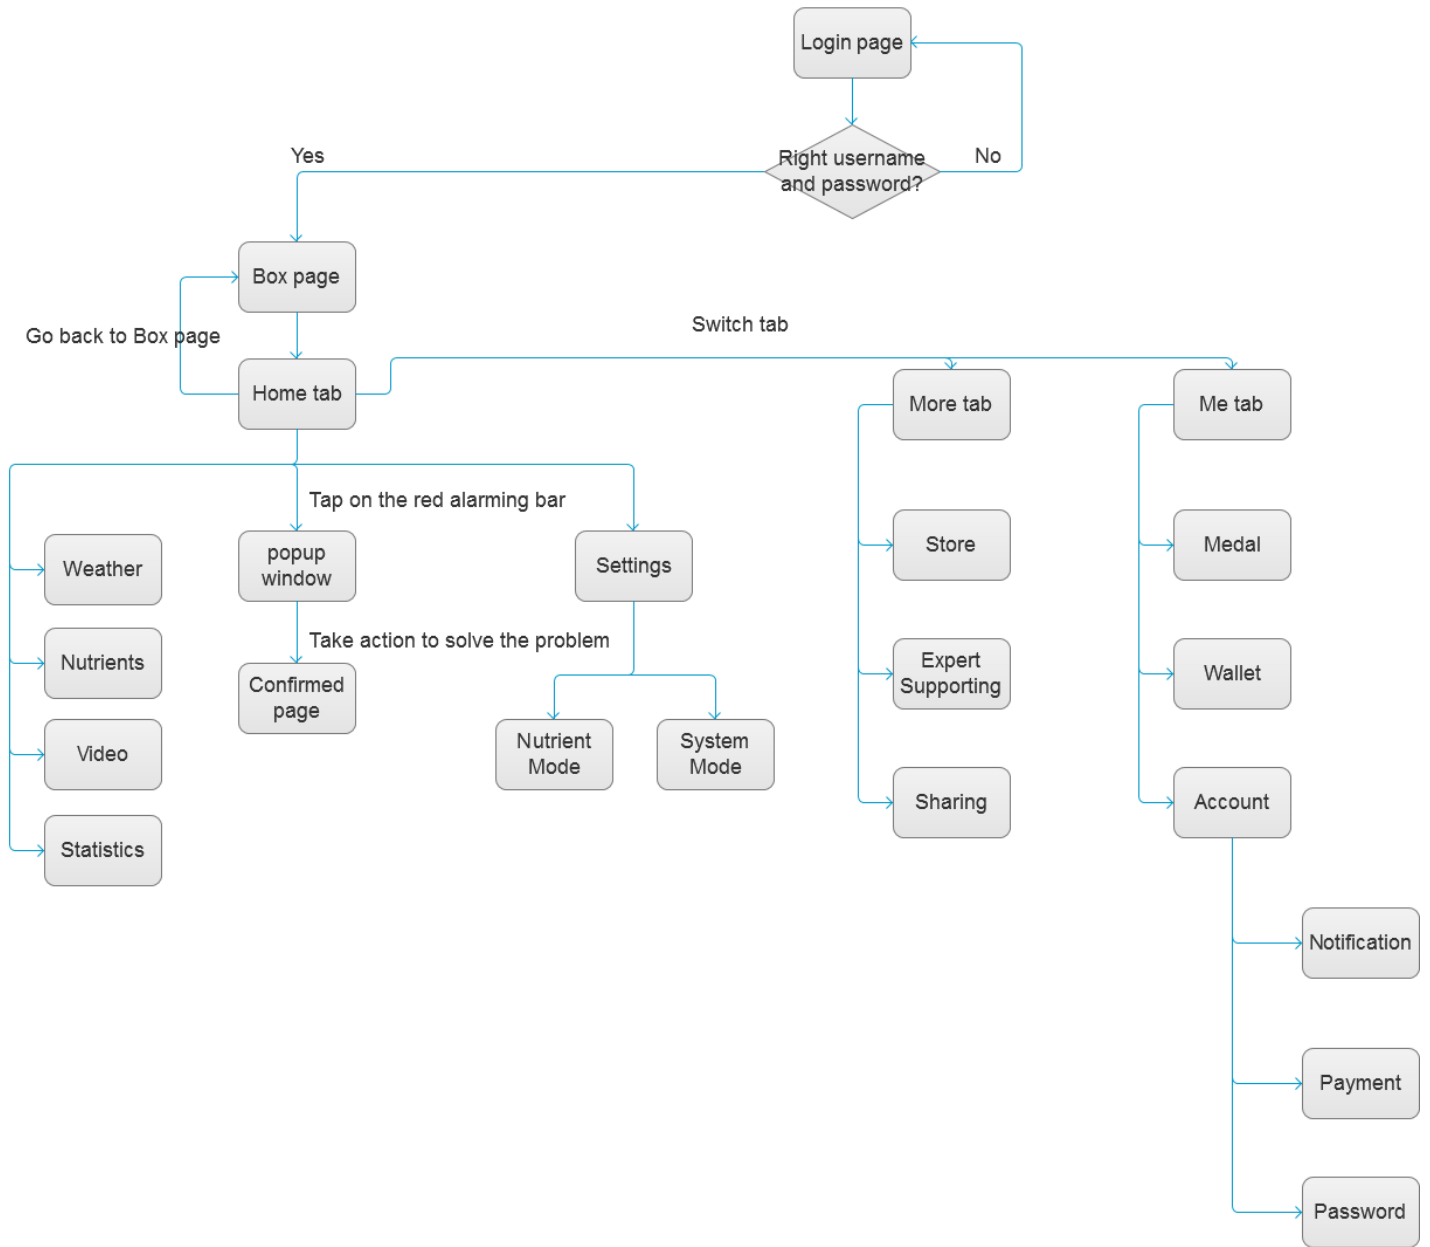 Login page
Right username
and password?
Yes
No
Box page
Go back to Box page
Switch tab
Home tab
More tab
Me tab
Tap on the red alarming bar
Weather
popup
window
Settings
Store
Medal
Take action to solve the problem
Nutrients
Confirmed
page
Expert
Supporting
Wallet
Video
Nutrient
Mode
System
Mode
Sharing
Account
Statistics
Notification
Payment
Password